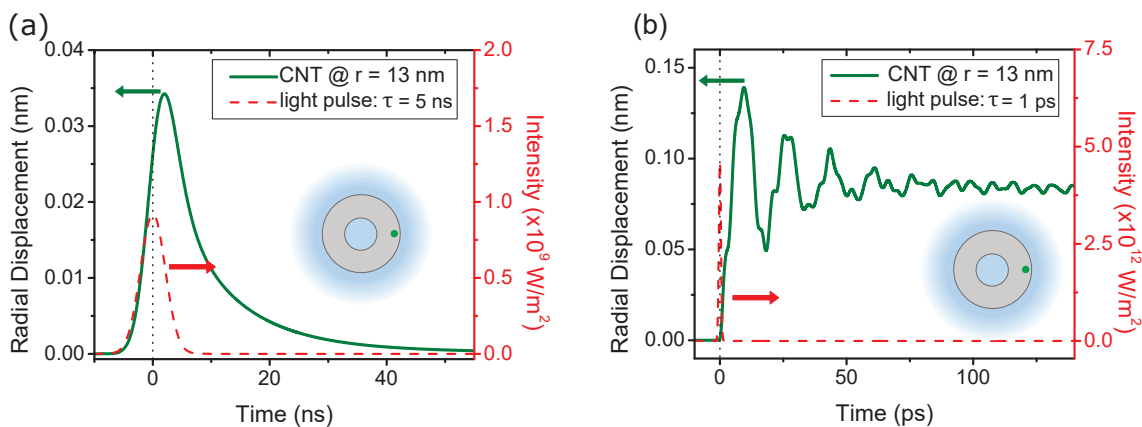 (a)
0.04
0.03
0.02
0.01
0.00
Radial Displacement (nm)
CNT @ r = 13 nm
light pulse: τ = 5 ns
2.0
1.5
1.0
0.5
0.0
Intensity (x10⁹ W/m²)
0
20
40
Time (ns)
(b)
0.15
0.10
0.05
0.00
Radial Displacement (nm)
CNT @ r = 13 nm
light pulse: τ = 1 ps
7.5
5.0
2.5
0.0
Intensity (x10¹² W/m²)
0
50
100
Time (ps)